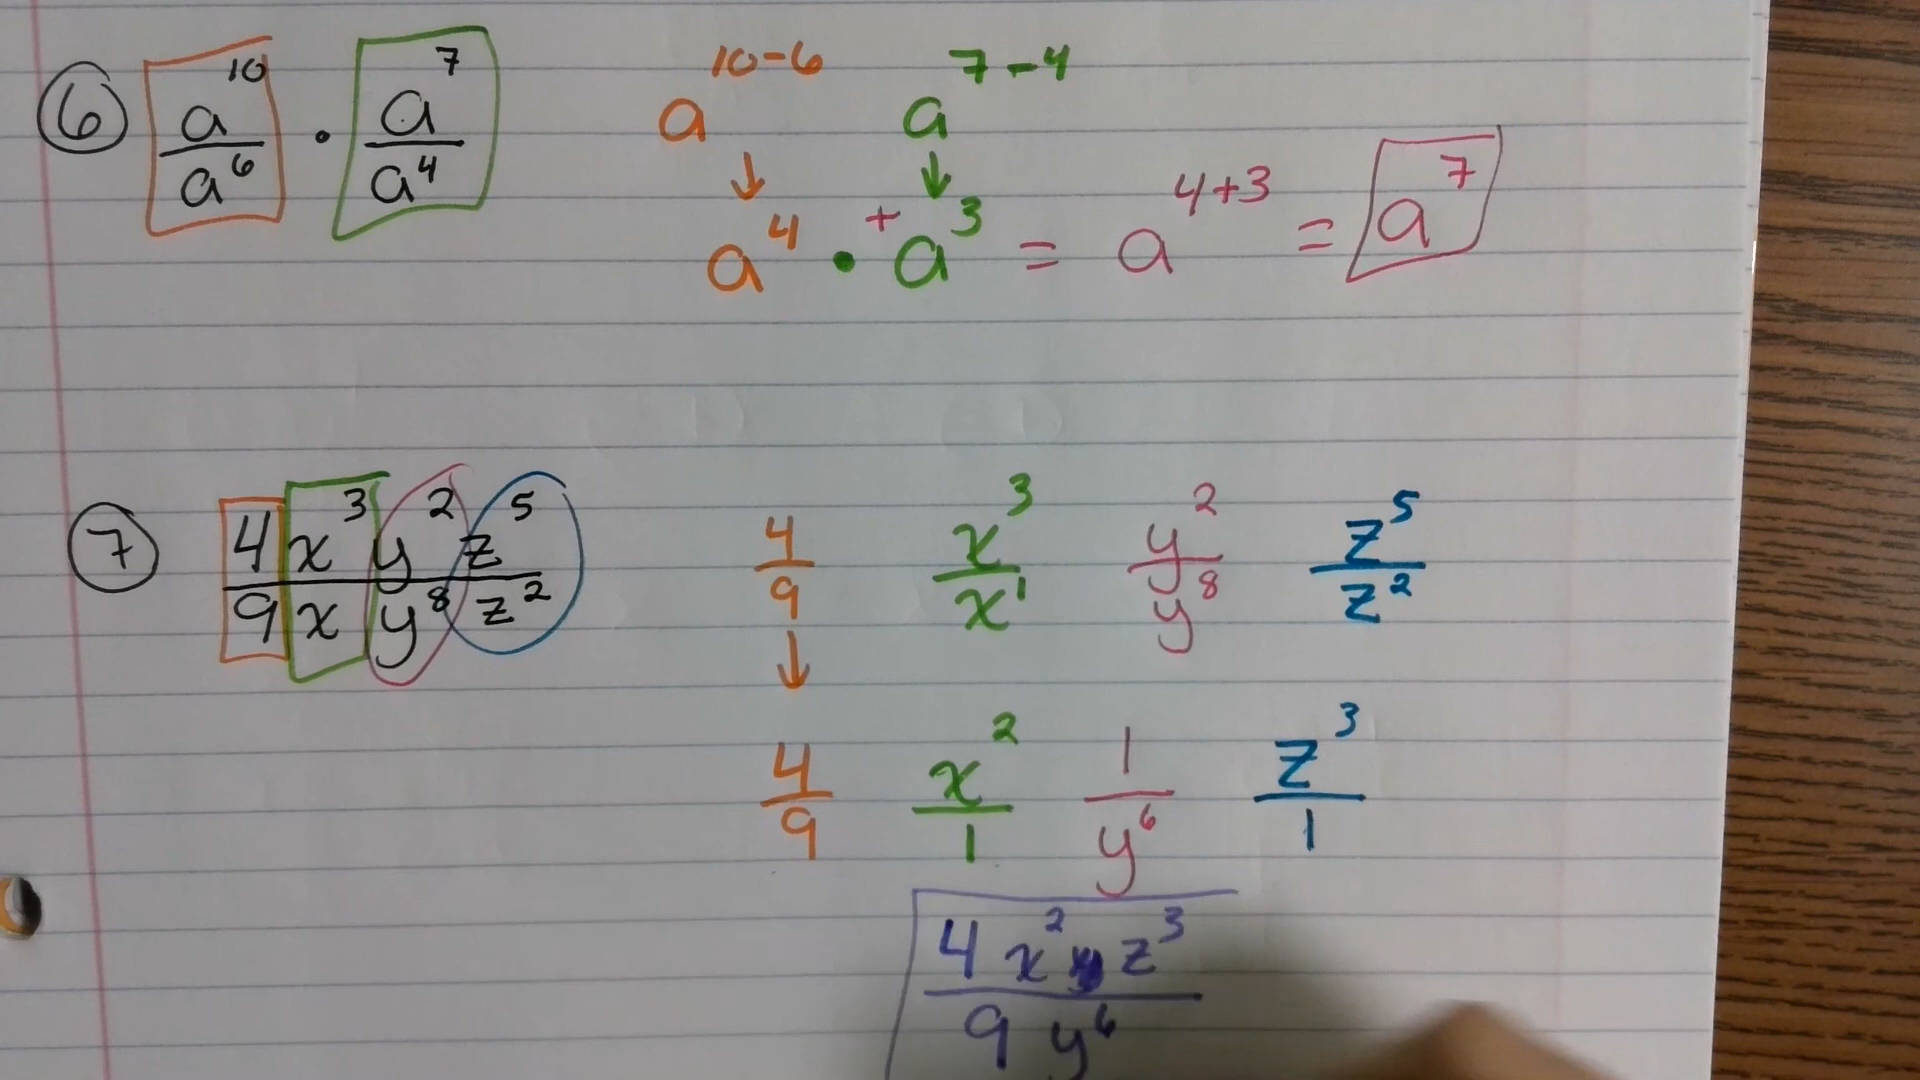 ⑥ a^10/a^6 · a^7/a^4   a^(10-6)   a^(7-4)
↓ ↓
a^4 · + a^3 = a^(4+3) = a^7
⑦ 4x^3y^2z^5/9xy^8z^2   4/9   x^3/x^1   y^2/y^8   z^5/z^2
↓
4/9   x^2/1   1/y^6   z^3/1
4x^2z^3/9y^6